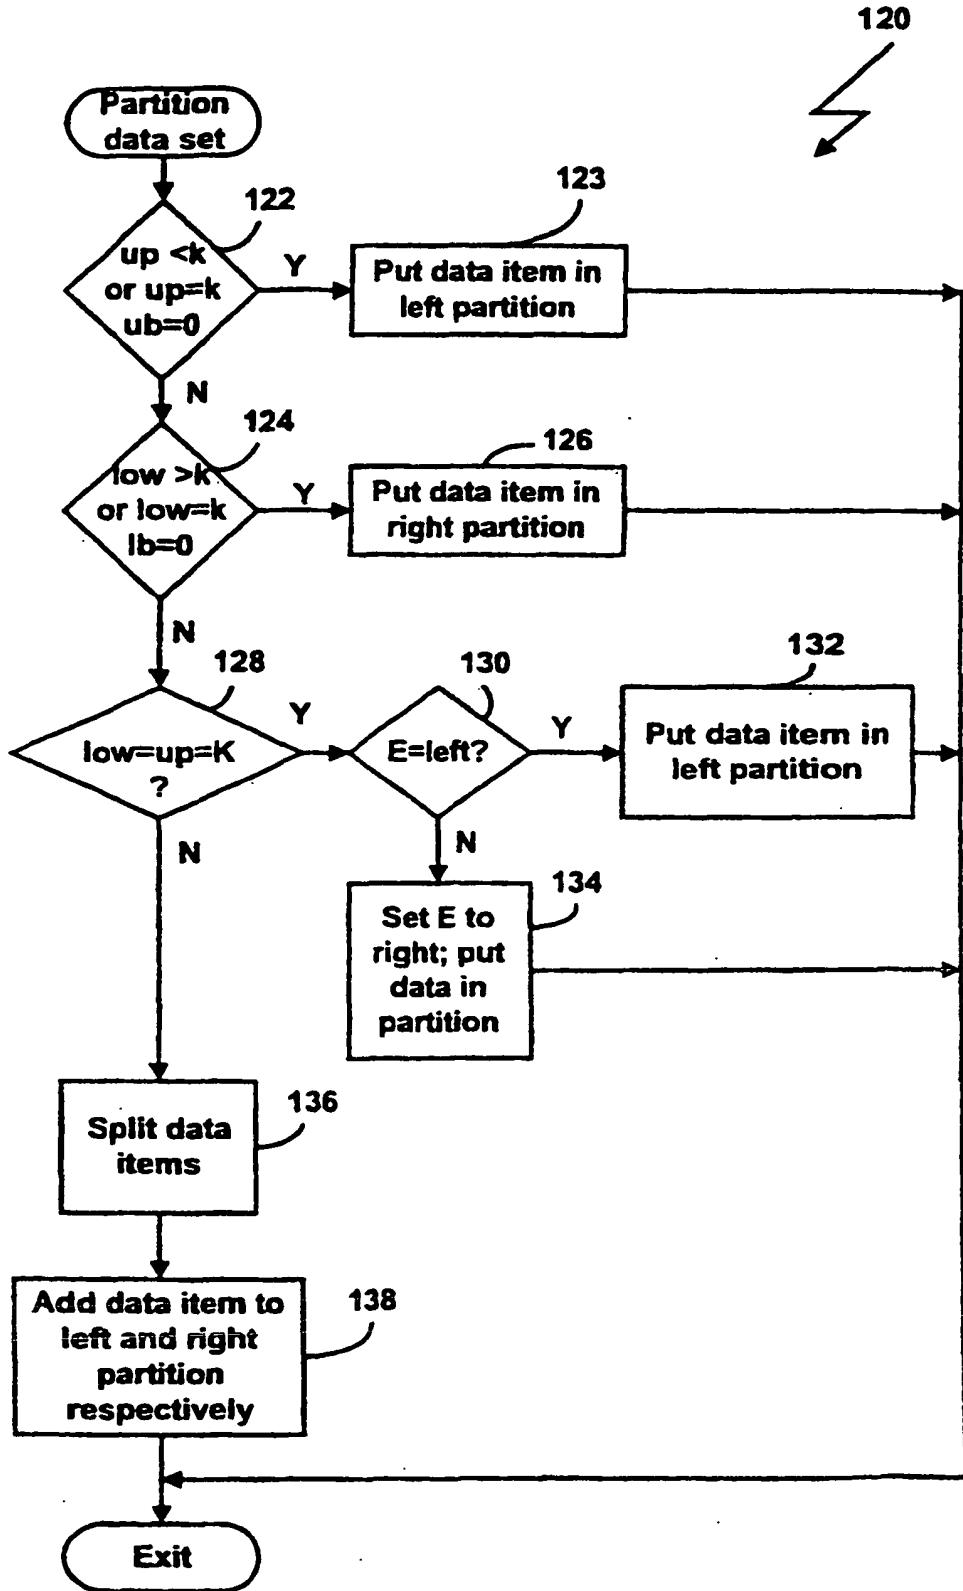 120
Partition
data set
122
up <k
or up=k
ub=0
Y
123
Put data item in
left partition
N
124
low >k
or low=k
lb=0
Y
126
Put data item in
right partition
N
128
low=up=K
?
Y
130
E=left?
Y
132
Put data item in
left partition
N
N
134
Set E to
right; put
data in
partition
136
Split data
items
138
Add data item to
left and right
partition
respectively
Exit